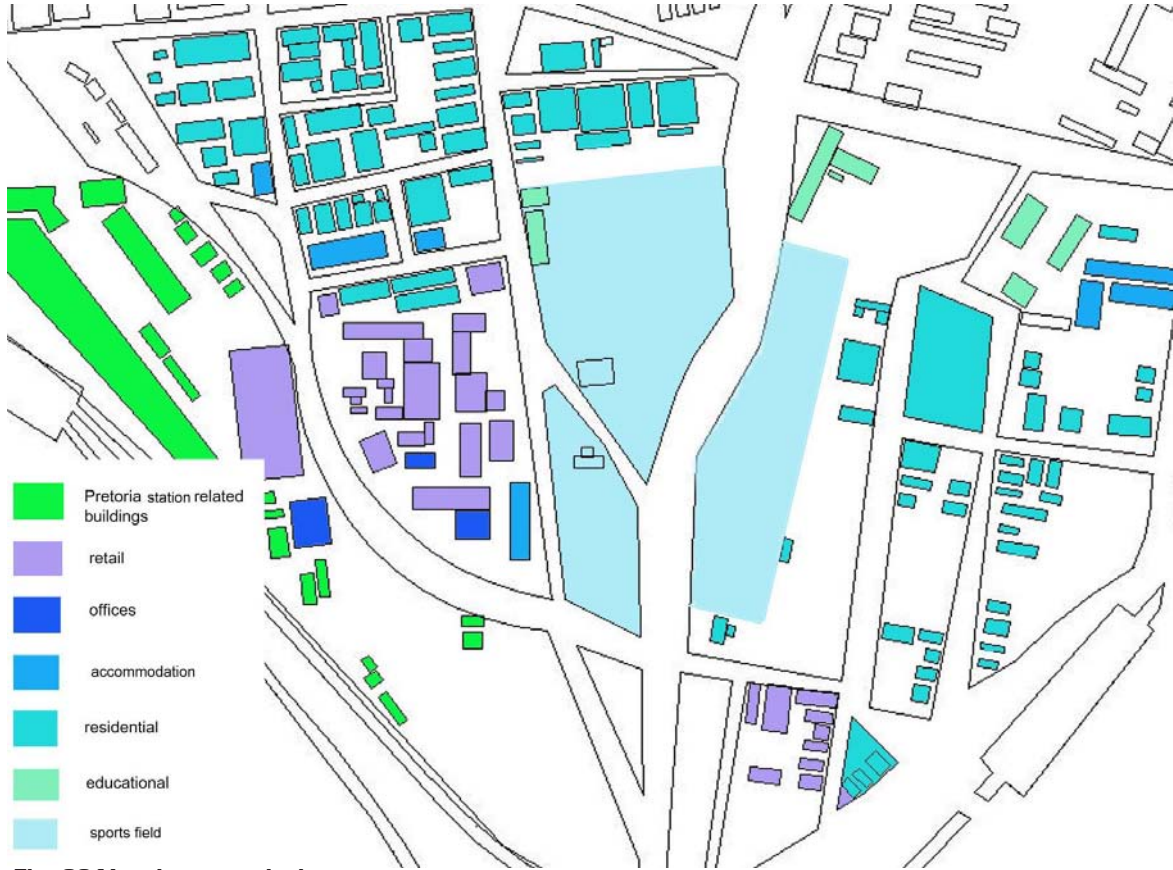 Pretoria station related
buildings
retail
offices
accommodation
residential
educational
sports field